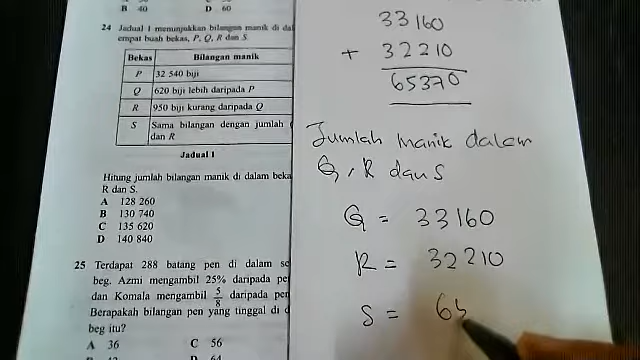 B 40 D 60
24 Jadual 1 menunjukkan bilangan manik di dal
empat buah bekas, P, Q, R dan S.
Bekas Bilangan manik
P 32 540 biji
Q 620 biji lebih daripada P
R 950 biji kurang daripada Q
S Sama bilangan dengan jumlah
dan R
Jadual 1
Hitung jumlah bilangan manik di dalam beka
R dan S.
A 128 260
B 130 740
C 135 620
D 140 840
25 Terdapat 288 batang pen di dalam se
beg. Azmi mengambil 25% daripada pe
dan Komala mengambil 5/8 daripada pen
Berapakah bilangan pen yang tinggal di d
beg itu?
A 36 C 56
D 64
33160
+ 32210
65370
Jumlah manik dalam
Q, R dan S
Q = 33160
R = 32210
S = 65